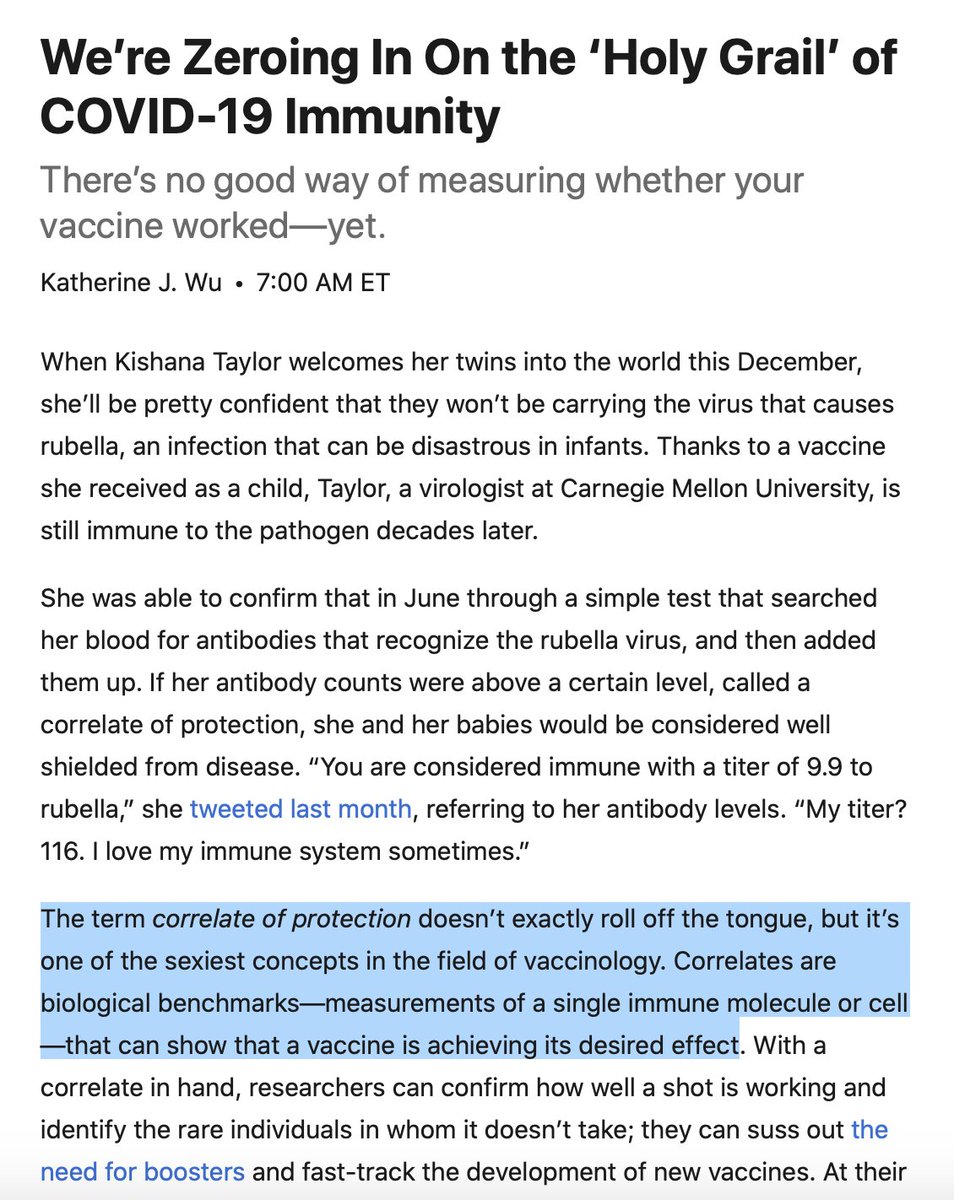 We’re Zeroing In On the ‘Holy Grail’ of
COVID-19 Immunity
There’s no good way of measuring whether your
vaccine worked—yet.
Katherine J. Wu • 7:00 AM ET
When Kishana Taylor welcomes her twins into the world this December,
she’ll be pretty confident that they won’t be carrying the virus that causes
rubella, an infection that can be disastrous in infants. Thanks to a vaccine
she received as a child, Taylor, a virologist at Carnegie Mellon University, is
still immune to the pathogen decades later.
She was able to confirm that in June through a simple test that searched
her blood for antibodies that recognize the rubella virus, and then added
them up. If her antibody counts were above a certain level, called a
correlate of protection, she and her babies would be considered well
shielded from disease. “You are considered immune with a titer of 9.9 to
rubella,” she tweeted last month, referring to her antibody levels. “My titer?
116. I love my immune system sometimes.”
The term correlate of protection doesn’t exactly roll off the tongue, but it’s
one of the sexiest concepts in the field of vaccinology. Correlates are
biological benchmarks—measurements of a single immune molecule or cell
—that can show that a vaccine is achieving its desired effect. With a
correlate in hand, researchers can confirm how well a shot is working and
identify the rare individuals in whom it doesn’t take; they can suss out the
need for boosters and fast-track the development of new vaccines. At their